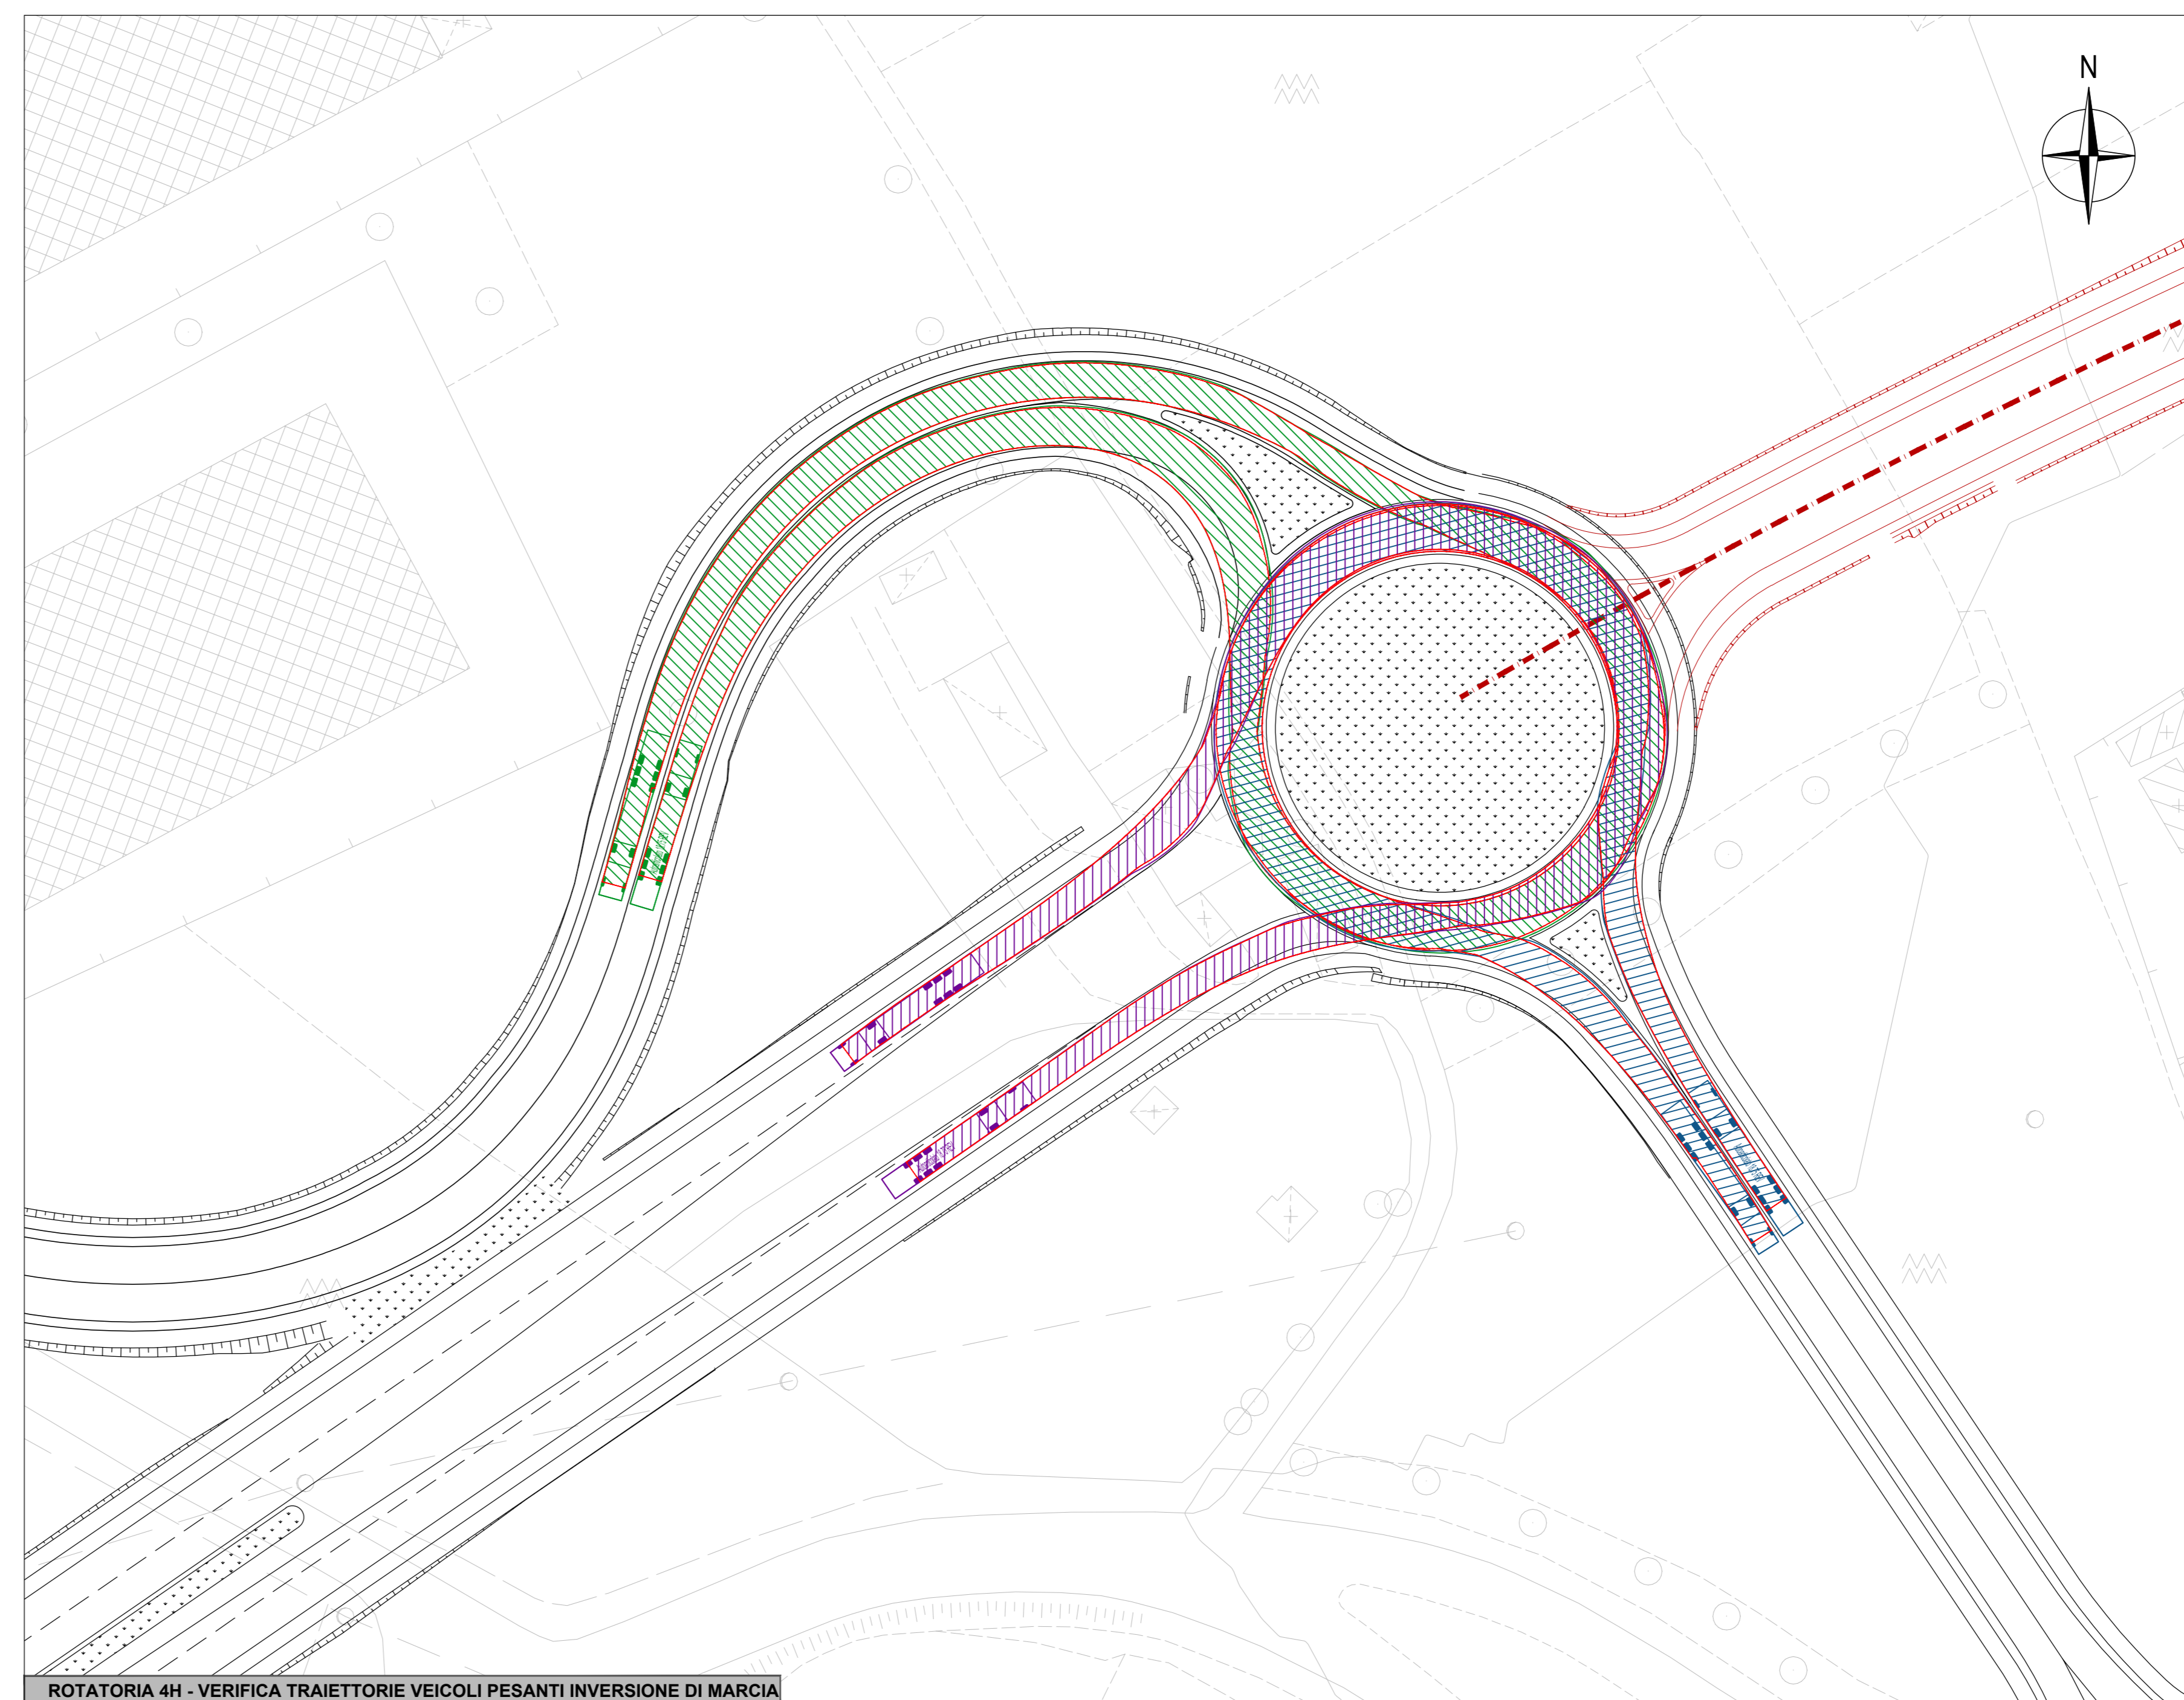 N
ROTATORIA 4H - VERIFICA TRAIETTORIE VEICOLI PESANTI INVERSIONE DI MARCIA